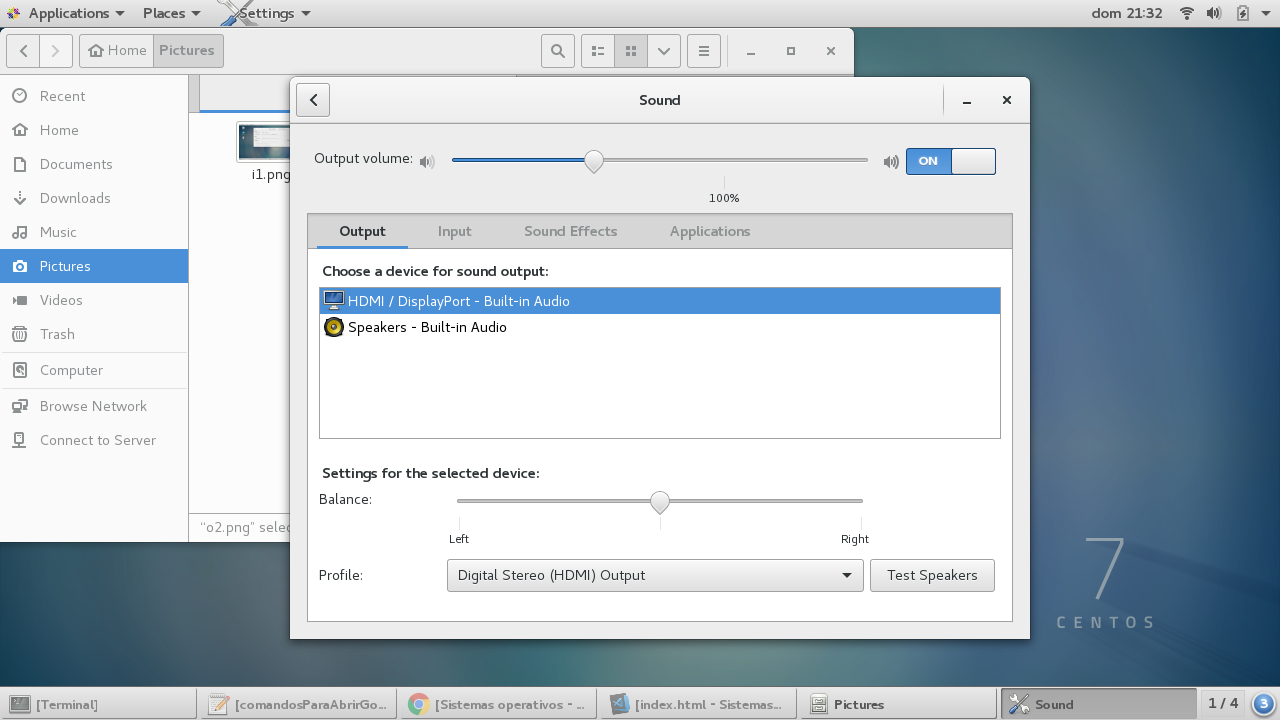 Applications Places Settings dom 21:32
Home Pictures
Recent
Home
Documents
Downloads
Music
Pictures
Videos
Trash
Computer
Browse Network
Connect to Server
i1.png
"o2.png" selec
Sound
Output volume: ON
100%
Output Input Sound Effects Applications
Choose a device for sound output:
HDMI / DisplayPort - Built-in Audio
Speakers - Built-in Audio
Settings for the selected device:
Balance:
Left Right
Profile: Digital Stereo (HDMI) Output Test Speakers
7
CENTOS
[Terminal] [comandosParaAbrirGo... [Sistemas operativos - ... [index.html - Sistemas... Pictures Sound 1 / 4 3